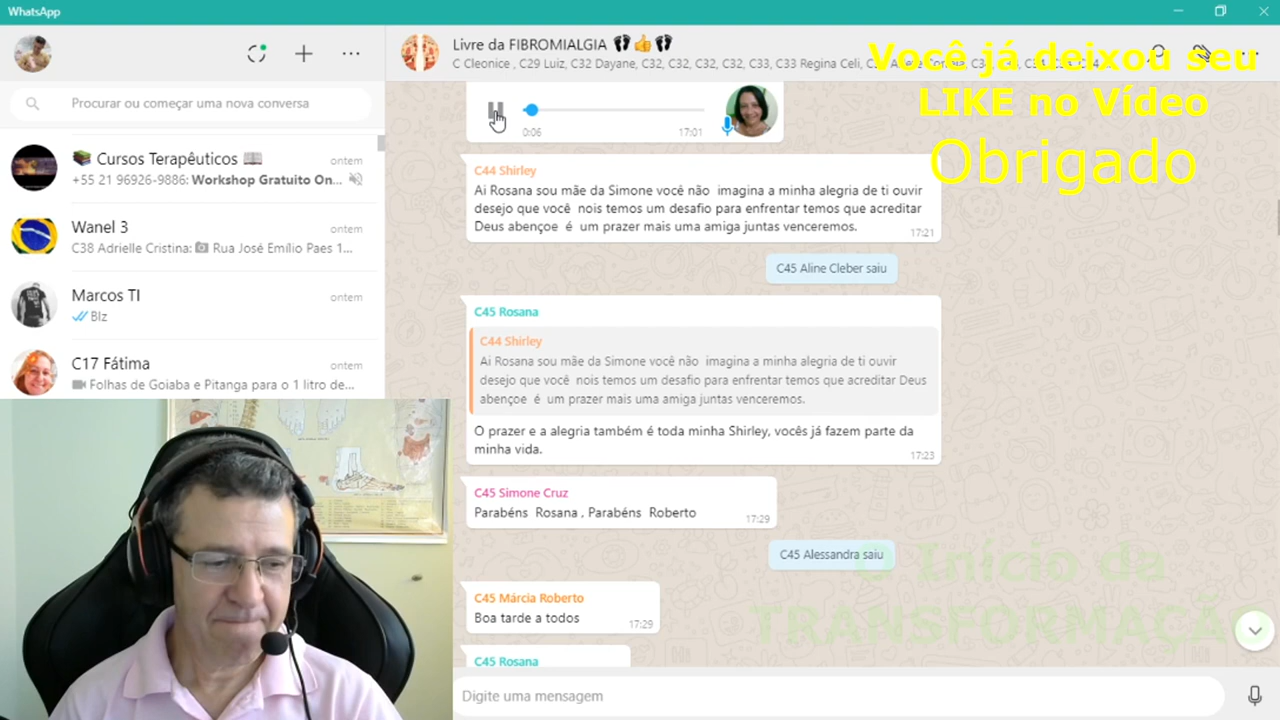 WhatsApp
Livre da FIBROMIALGIA 👣👍👣
Você já deixou seu
LIKE no Vídeo
Obrigado
Procurar ou começar uma nova conversa
📚 Cursos Terapêuticos 📖 ontem
+55 21 96926-9886: Workshop Gratuito On...
Wanel 3 ontem
C38 Adrielle Cristina: Rua José Emílio Paes 1...
Marcos TI ontem
Blz
C17 Fátima ontem
Folhas de Goiaba e Pitanga para o 1 litro de...
C Cleonice , C29 Luiz, C32 Dayane, C32, C32, C32, C32, C33, C33 Regina Celi,
0:06 17:01
C44 Shirley
Ai Rosana sou mãe da Simone você não imagina a minha alegria de ti ouvir
desejo que você nois temos um desafio para enfrentar temos que acreditar
Deus abençoe é um prazer mais uma amiga juntas venceremos.
17:21
C45 Aline Cleber saiu
C45 Rosana
C44 Shirley
Ai Rosana sou mãe da Simone você não imagina a minha alegria de ti ouvir
desejo que você nois temos um desafio para enfrentar temos que acreditar Deus
abençoe é um prazer mais uma amiga juntas venceremos.
O prazer e a alegria também é toda minha Shirley, vocês já fazem parte da
minha vida.
17:23
C45 Simone Cruz
Parabéns Rosana , Parabéns Roberto
17:29
C45 Alessandra saiu
O Início da
TRANSFORMAÇÃO
C45 Márcia Roberto
Boa tarde a todos
17:29
C45 Rosana
Digite uma mensagem